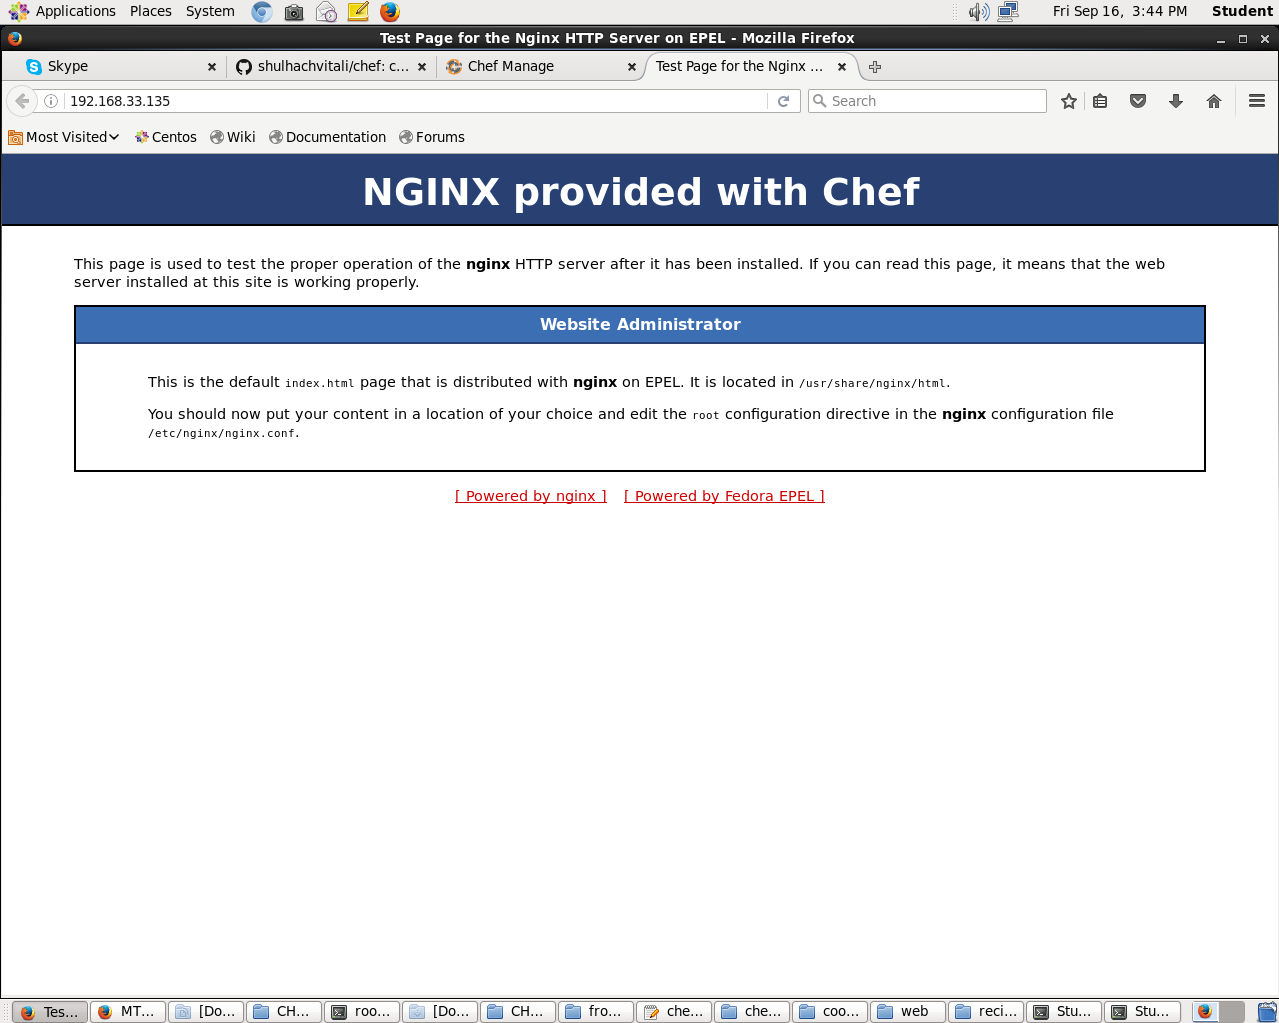 Applications Places System Fri Sep 16, 3:44 PM Student
Test Page for the Nginx HTTP Server on EPEL - Mozilla Firefox
Skype shulhachvitali/chef: c... Chef Manage Test Page for the Nginx ...
192.168.33.135 Search
Most Visited Centos Wiki Documentation Forums
NGINX provided with Chef
This page is used to test the proper operation of the nginx HTTP server after it has been installed. If you can read this page, it means that the web
server installed at this site is working properly.
Website Administrator
This is the default index.html page that is distributed with nginx on EPEL. It is located in /usr/share/nginx/html.
You should now put your content in a location of your choice and edit the root configuration directive in the nginx configuration file
/etc/nginx/nginx.conf.
[ Powered by nginx ] [ Powered by Fedora EPEL ]
Tes... MT... [Do... CH... roo... [Do... CH... fro... che... che... coo... web reci... Stu... Stu...